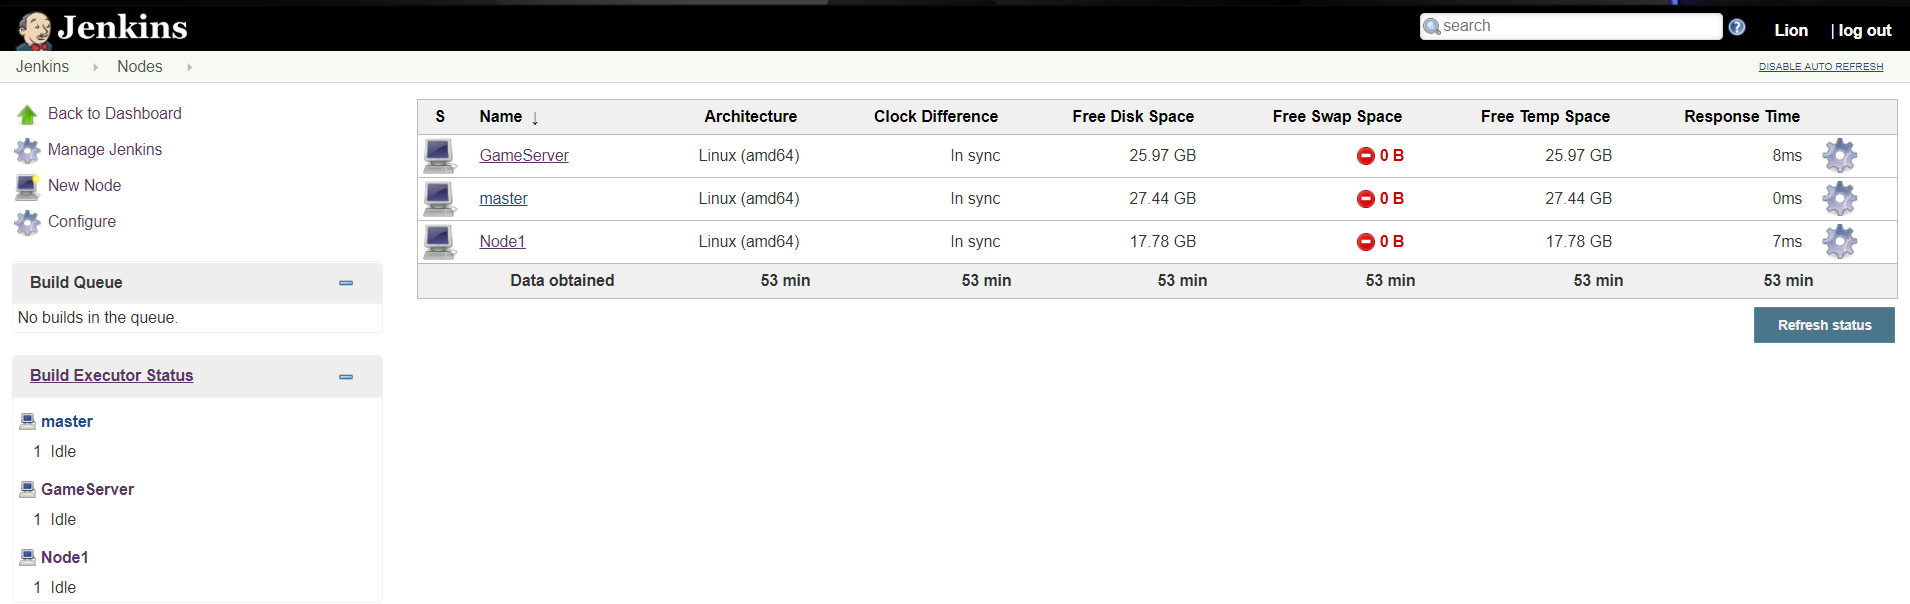 Jenkins
search
Lion | log out
Jenkins Nodes
DISABLE AUTO REFRESH
Back to Dashboard
Manage Jenkins
New Node
Configure
Build Queue
No builds in the queue.
Build Executor Status
master
1 Idle
GameServer
1 Idle
Node1
1 Idle
S Name ↓ Architecture Clock Difference Free Disk Space Free Swap Space Free Temp Space Response Time
GameServer Linux (amd64) In sync 25.97 GB 0 B 25.97 GB 8ms
master Linux (amd64) In sync 27.44 GB 0 B 27.44 GB 0ms
Node1 Linux (amd64) In sync 17.78 GB 0 B 17.78 GB 7ms
Data obtained 53 min 53 min 53 min 53 min 53 min 53 min
Refresh status